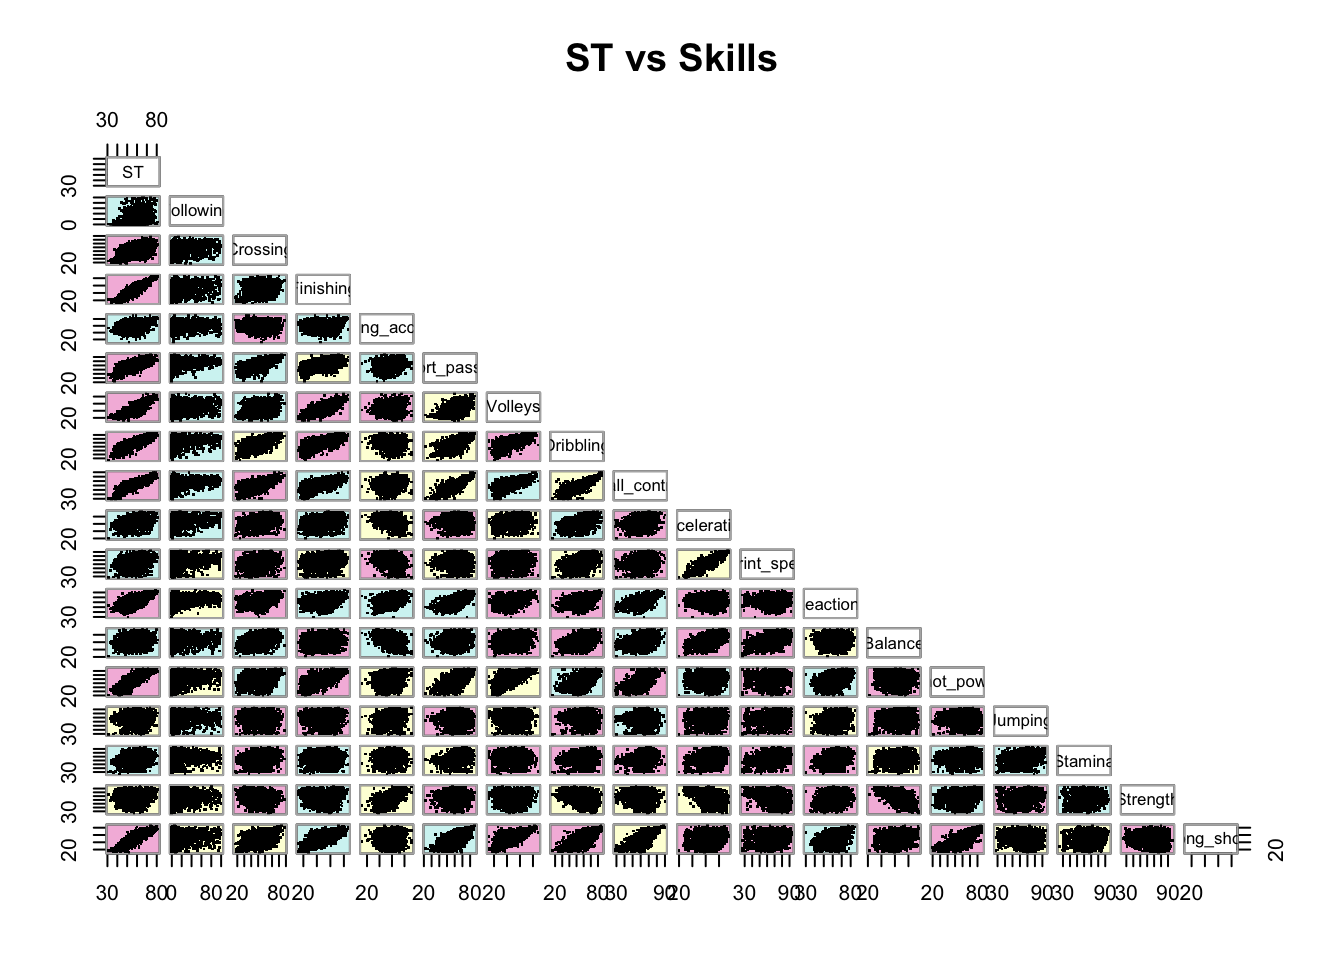 ST vs Skills
30 80
ST
30
ollowin
0
Crossing
20
inishing
20
ng_acc
20
ort_pass
20
Volleys
20
Dribbling
20
all_cont
30
celerati
20
rint_spe
30
eaction
30
Balance
20
ot_pow
20
Jumping
30
Stamina
30
Strength
30
ng_sho
20 20
30 80 0 80 20 80 20 20 20 80 20 20 80 30 90 20 30 90 30 80 20 20 80 30 90 30 90 30 90 20